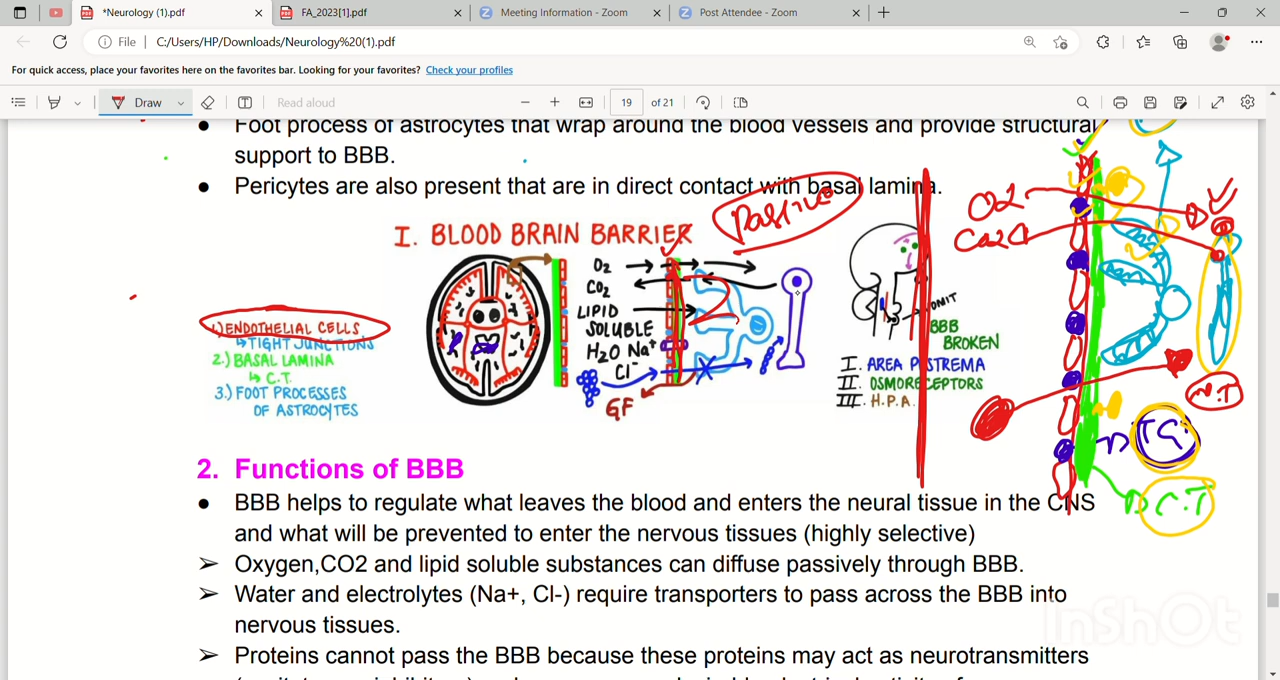 *Neurology (1).pdf
FA_2023[1].pdf
Meeting Information - Zoom
Post Attendee - Zoom
File
C:/Users/HP/Downloads/Neurology%20(1).pdf
For quick access, place your favorites here on the favorites bar. Looking for your favorites? Check your profiles
Draw
Read aloud
19
of 21
Foot process of astrocytes that wrap around the blood vessels and provide structural
support to BBB.
Pericytes are also present that are in direct contact with basal lamina.
Passive
I. BLOOD BRAIN BARRIER
O2
CO2
LIPID
SOLUBLE
H2O Na+
Cl-
GF
1) ENDOTHELIAL CELLS
TIGHT JUNCTIONS
2.) BASAL LAMINA
C.T.
3.) FOOT PROCESSES
OF ASTROCYTES
BBB
BROKEN
I. AREA POSTREMA
II. OSMORECEPTORS
III. H.P.A.
O2
CO2
N.T
C.T
2. Functions of BBB
BBB helps to regulate what leaves the blood and enters the neural tissue in the CNS
and what will be prevented to enter the nervous tissues (highly selective)
Oxygen,CO2 and lipid soluble substances can diffuse passively through BBB.
Water and electrolytes (Na+, Cl-) require transporters to pass across the BBB into
nervous tissues.
Proteins cannot pass the BBB because these proteins may act as neurotransmitters
InShOt